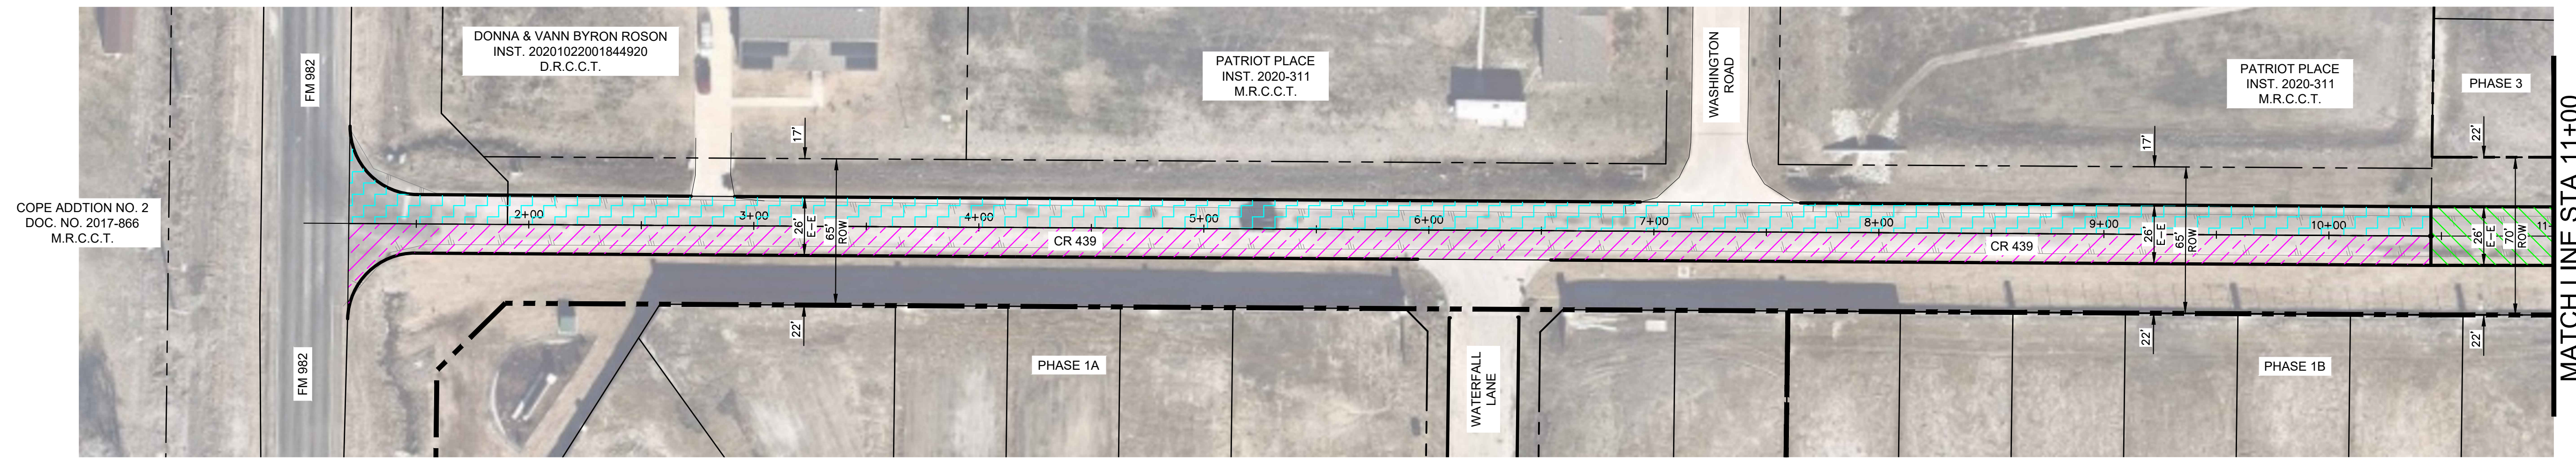 FM 982
DONNA & VANN BYRON ROSON
INST. 20201022001844920
D.R.C.C.T.
PATRIOT PLACE
INST. 2020-311
M.R.C.C.T.
WASHINGTON
ROAD
PATRIOT PLACE
INST. 2020-311
M.R.C.C.T.
PHASE 3
17'
17'
22'
COPE ADDTION NO. 2
DOC. NO. 2017-866
M.R.C.C.T.
2+00
3+00
4+00
5+00
6+00
7+00
8+00
9+00
10+00
11+
26'
E-E
65'
ROW
CR 439
26'
E-E
65'
ROW
CR 439
26'
E-E
70'
ROW
MATCH LINE STA 11+00
22'
22'
22'
FM 982
PHASE 1A
WATERFALL
LANE
PHASE 1B